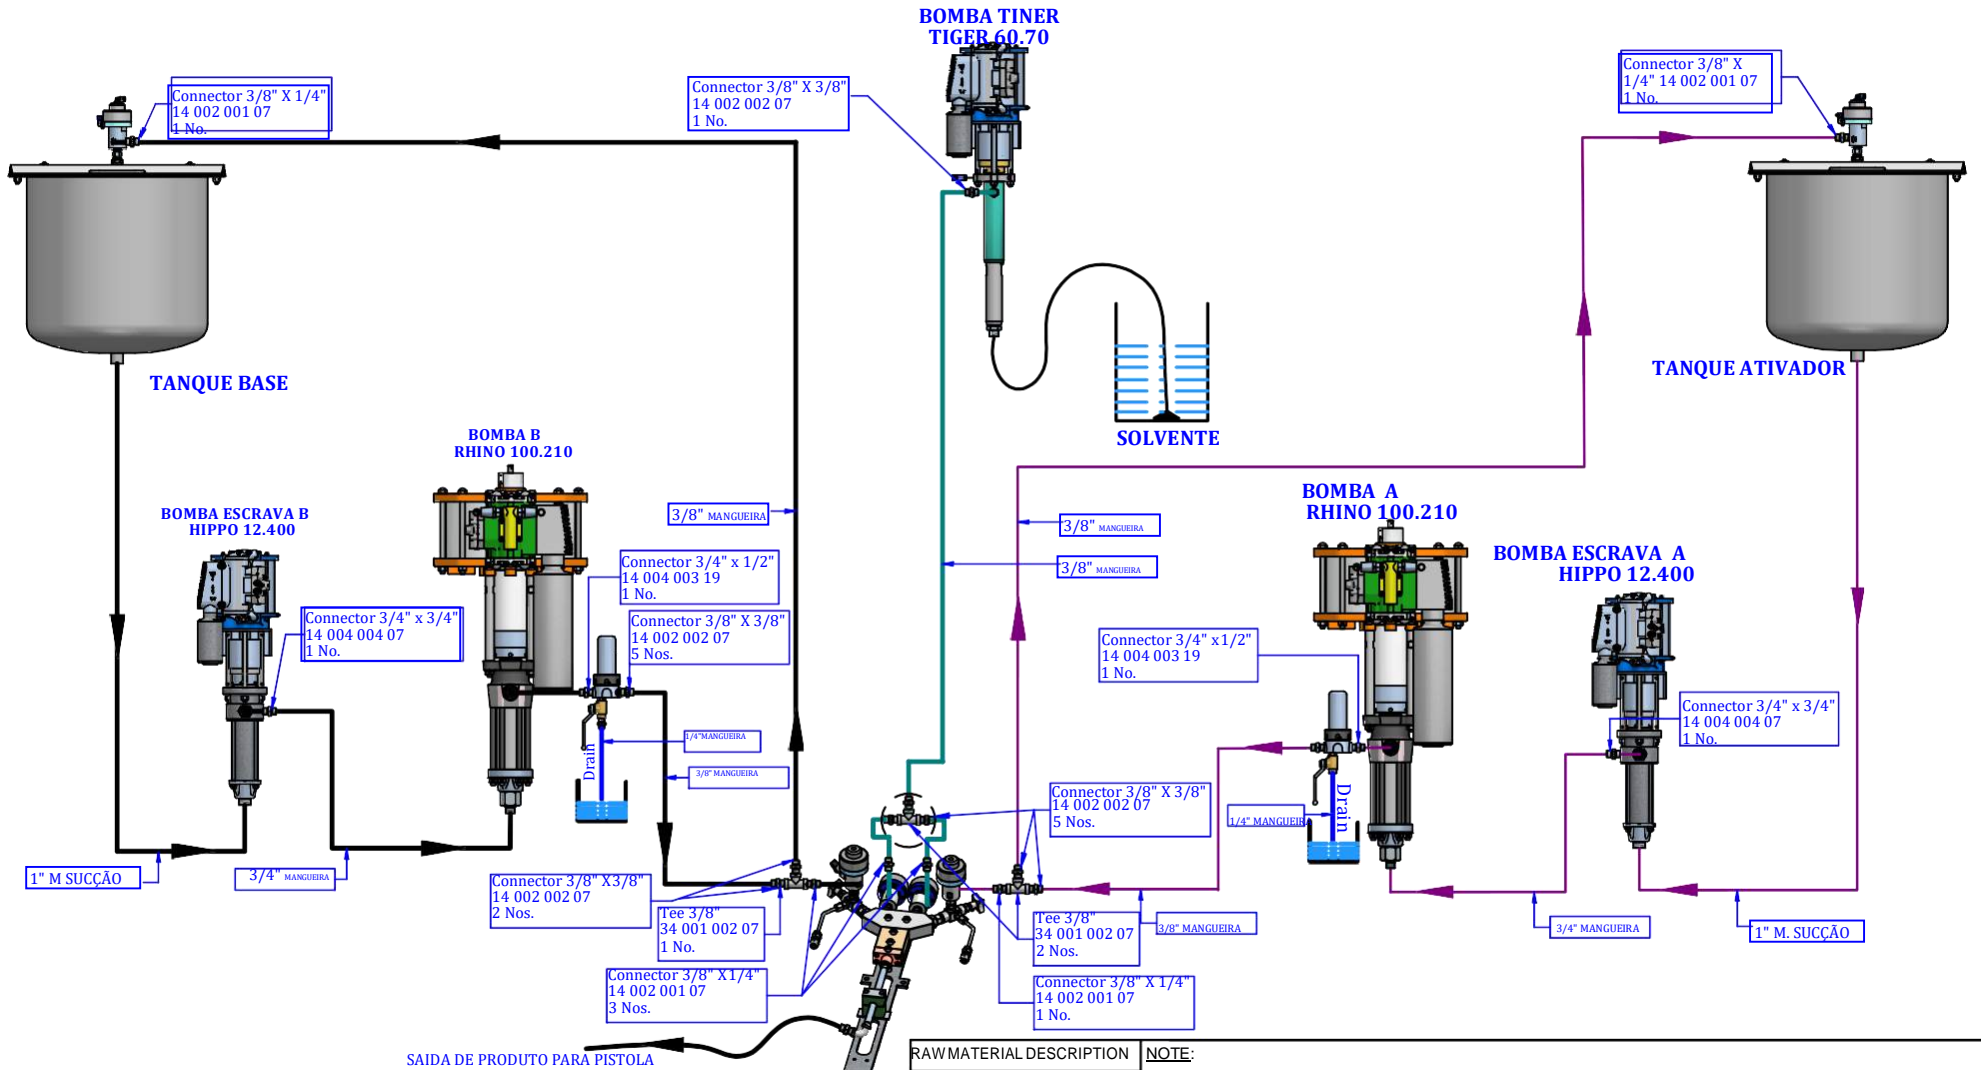 BOMBA TINER
TIGER 60.70
Connector 3/8" X 1/4"
14 002 001 07
1 No.
Connector 3/8" X 3/8"
14 002 002 07
1 No.
Connector 3/8" X
1/4" 14 002 001 07
1 No.
TANQUE BASE
TANQUE ATIVADOR
SOLVENTE
BOMBA B
RHINO 100.210
BOMBA ESCRAVA B
HIPPO 12.400
3/8" MANGUEIRA
3/8" MANGUEIRA
3/8" MANGUEIRA
BOMBA A
RHINO 100.210
BOMBA ESCRAVA A
HIPPO 12.400
Connector 3/4" x 1/2"
14 004 003 19
1 No.
Connector 3/4" x 3/4"
14 004 004 07
1 No.
Connector 3/8" X 3/8"
14 002 002 07
5 Nos.
Connector 3/4" x1/2"
14 004 003 19
1 No.
Connector 3/4" x 3/4"
14 004 004 07
1 No.
1/4"MANGUEIRA
Drain
3/8" MANGUEIRA
Connector 3/8" X 3/8"
14 002 002 07
5 Nos.
1/4" MANGUEIR
Drain
1" M SUCÇÃO
3/4" MANGUEIRA
Connector 3/8" X3/8"
14 002 002 07
2 Nos.
Tee 3/8"
34 001 002 07
1 No.
Tee 3/8"
34 001 002 07
2 Nos.
3/8" MANGUEIRA
3/4" MANGUEIRA
1" M. SUCÇÃO
Connector 3/8" X1/4"
14 002 001 07
3 Nos.
Connector 3/8" X 1/4"
14 002 001 07
1 No.
SAIDA DE PRODUTO PARA PISTOLA
RAW MATERIAL DESCRIPTION
NOTE: